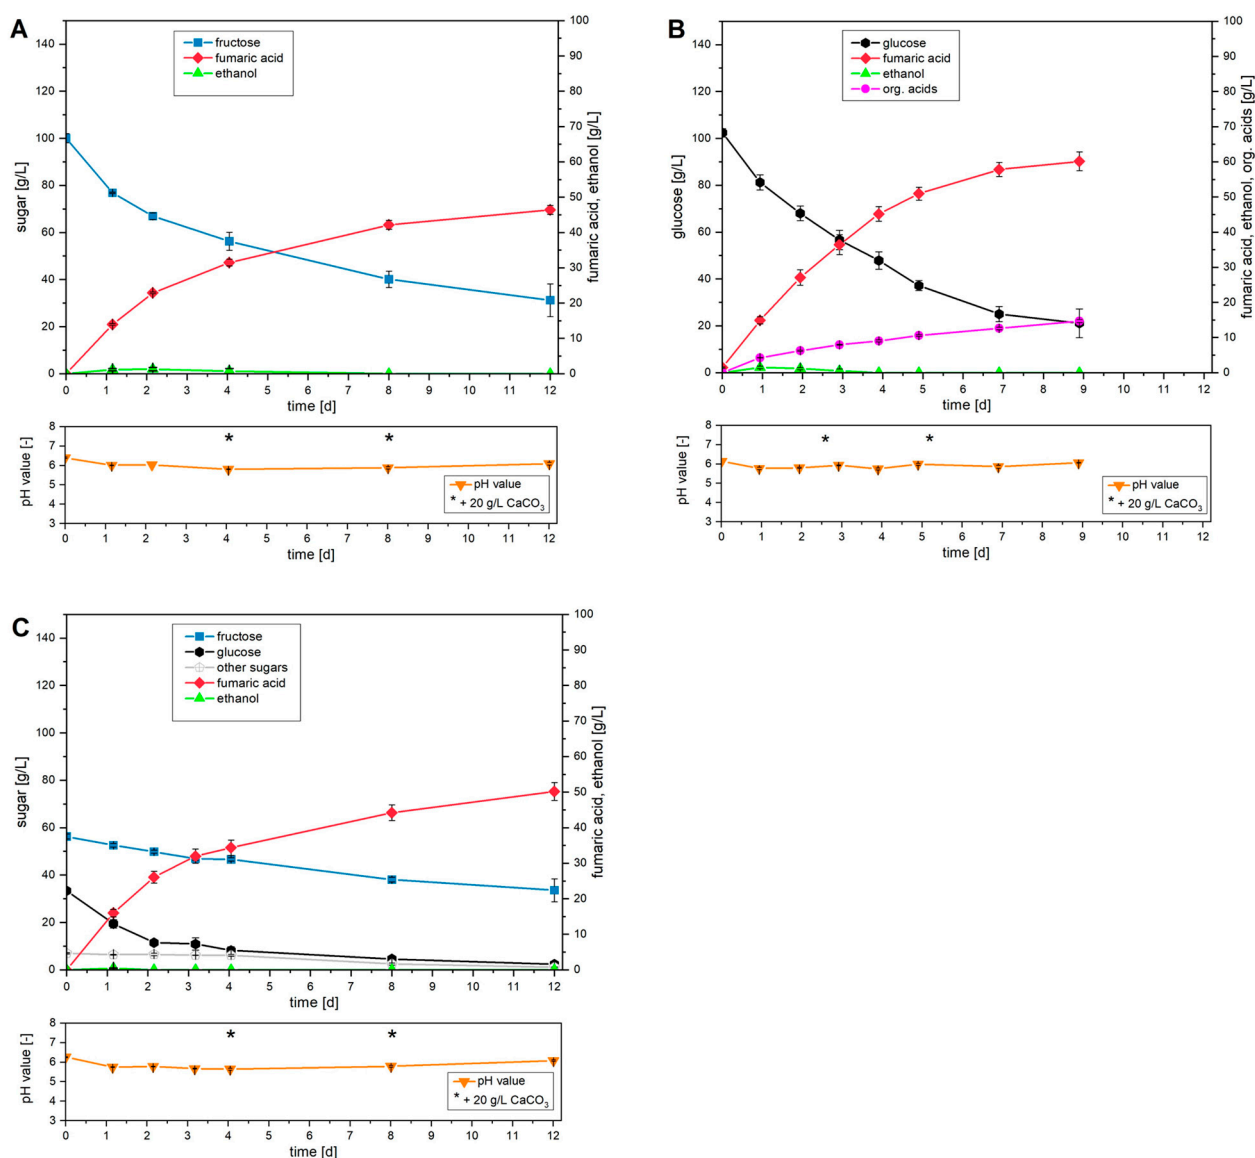 A
fructose
fumaric acid
ethanol
sugar [g/L]
fumaric acid, ethanol [g/L]
140
120
100
80
60
40
20
0
100
90
80
70
60
50
40
30
20
10
0
0 1 2 3 4 5 6 7 8 9 10 11 12
time [d]
pH value [-]
8
7
6
5
4
3
* *
pH value
* + 20 g/L CaCO3
0 1 2 3 4 5 6 7 8 9 10 11 12
time [d]
B
glucose
fumaric acid
ethanol
org. acids
glucose [g/L]
fumaric acid, ethanol, org. acids [g/L]
140
120
100
80
60
40
20
0
100
90
80
70
60
50
40
30
20
10
0
0 1 2 3 4 5 6 7 8 9 10 11 12
time [d]
pH value [-]
8
7
6
5
4
3
* *
pH value
* + 20 g/L CaCO3
0 1 2 3 4 5 6 7 8 9 10 11 12
time [d]
C
fructose
glucose
other sugars
fumaric acid
ethanol
sugar [g/L]
fumaric acid, ethanol [g/L]
140
120
100
80
60
40
20
0
100
90
80
70
60
50
40
30
20
10
0
0 1 2 3 4 5 6 7 8 9 10 11 12
time [d]
pH value [-]
8
7
6
5
4
3
* *
pH value
* + 20 g/L CaCO3
0 1 2 3 4 5 6 7 8 9 10 11 12
time [d]